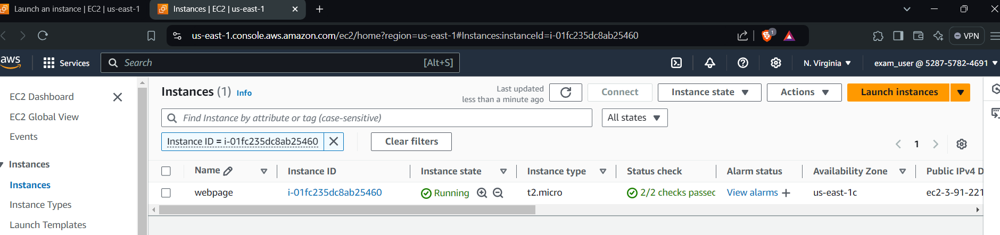 Launch an instance | EC2 | us-east-1
Instances | EC2 | us-east-1
us-east-1.console.aws.amazon.com/ec2/home?region=us-east-1#Instances:instanceId=i-01fc235dc8ab25460
1
VPN
aws
Services
Search
[Alt+S]
N. Virginia
exam_user @ 5287-5782-4691
EC2 Dashboard
EC2 Global View
Events
Instances
Instances
Instance Types
Launch Templates
Instances (1) Info
Last updated
less than a minute ago
Connect
Instance state
Actions
Launch instances
Find Instance by attribute or tag (case-sensitive)
All states
Instance ID = i-01fc235dc8ab25460
Clear filters
1
Name Instance ID Instance state Instance type Status check Alarm status Availability Zone Public IPv4 D
webpage i-01fc235dc8ab25460 Running t2.micro 2/2 checks passec View alarms + us-east-1c ec2-3-91-221